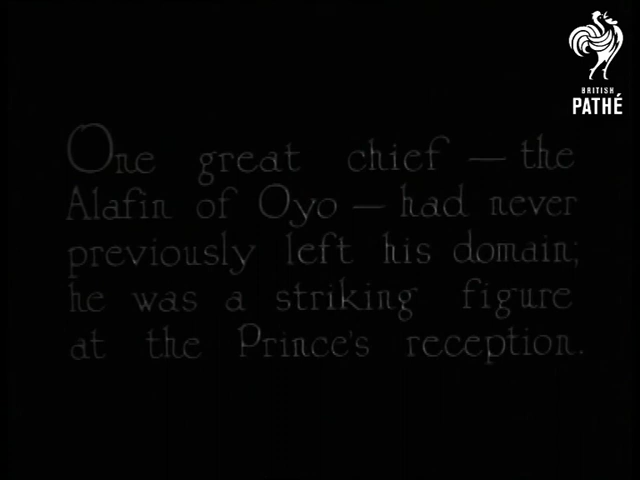 BRITISH
PATHÉ
One great chief — the
Alafin of Oyo — had never
previously left his domain;
he was a striking figure
at the Prince's reception.